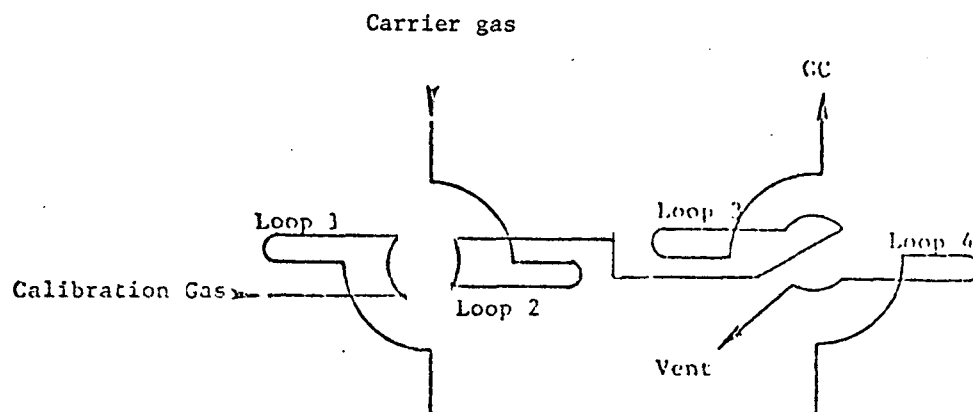 Carrier gas
GC
Loop 1
Loop 3
Loop 4
Calibration Gas
Loop 2
Vent